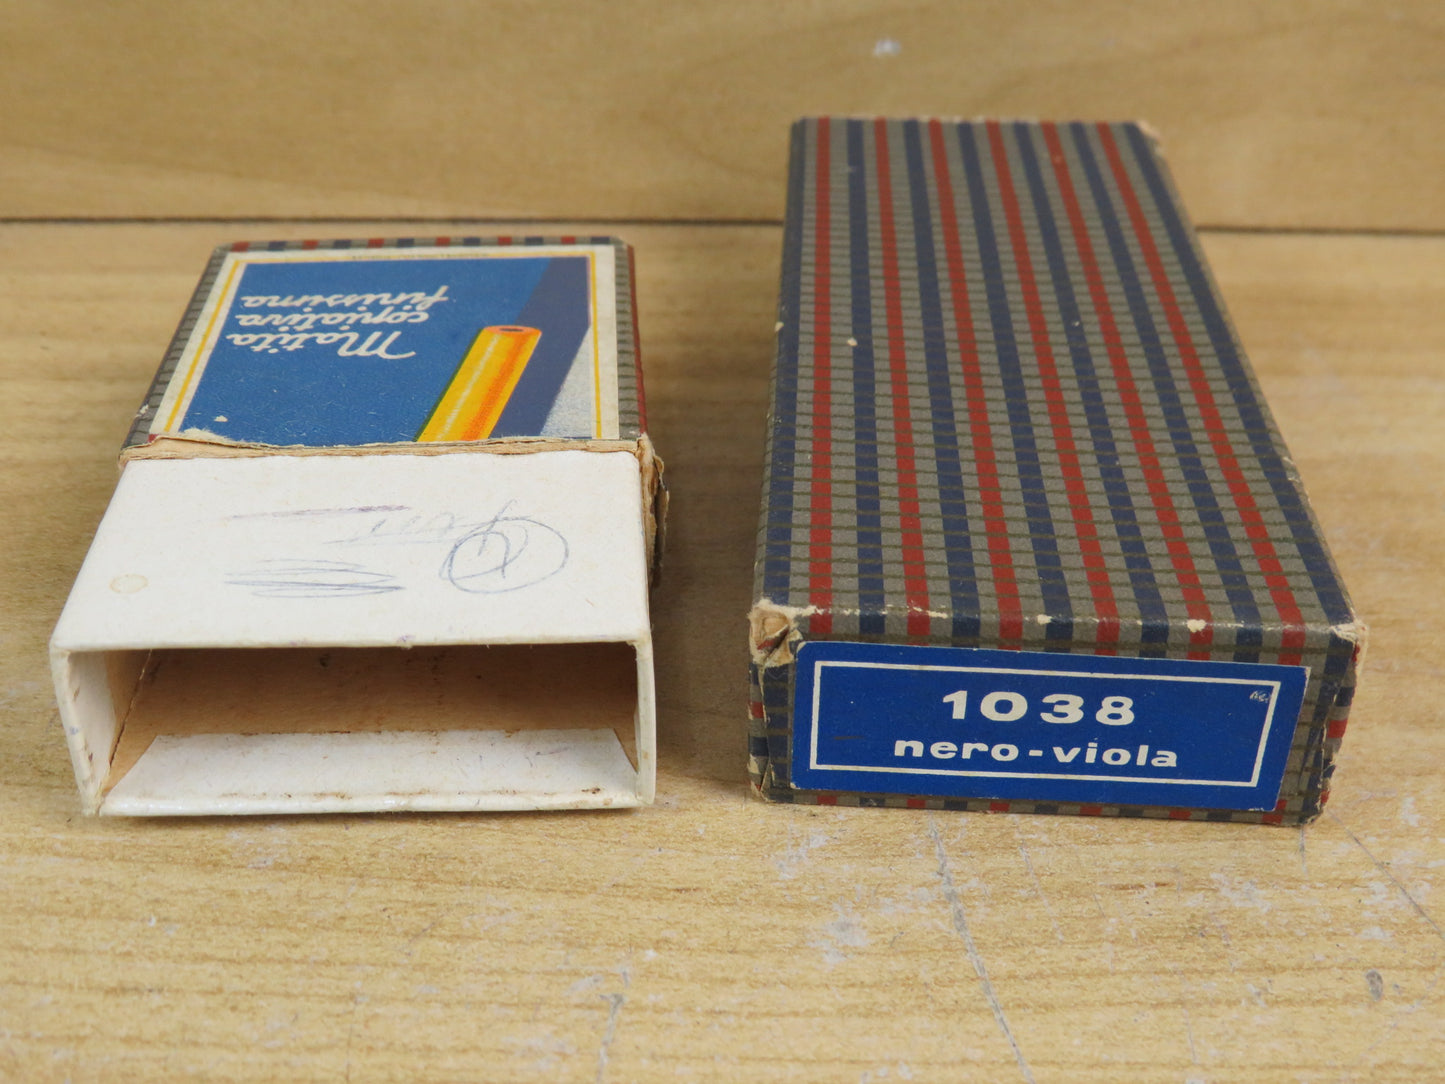 Matita
copiativa
finissima
1038
nero-viola